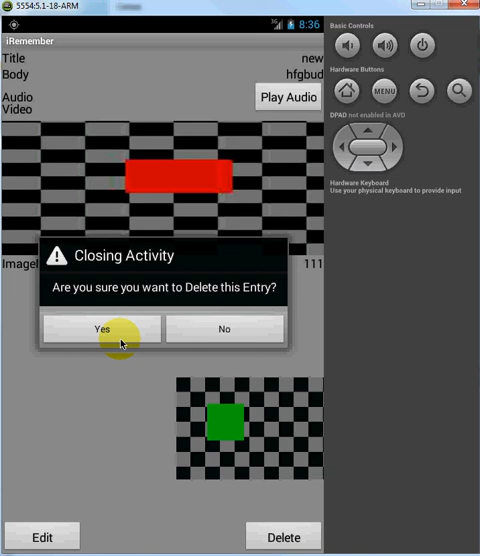 5554:5.1-18-ARM
3G
8:36
iRemember
Title new
Body hfgbud
Audio
Play Audio
Video
Closing Activity
Are you sure you want to Delete this Entry?
Yes No
111
Edit Delete
Basic Controls
Hardware Buttons
MENU
DPAD not enabled in AVD
Hardware Keyboard
Use your physical keyboard to provide input